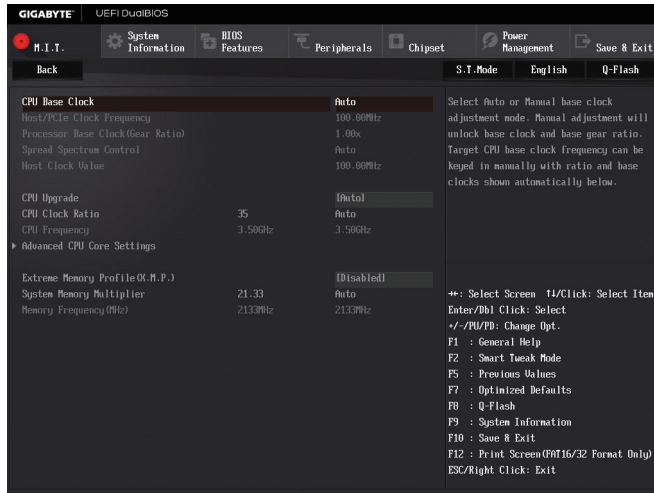 GIGABYTE™ UEFI DualBIOS
M.I.T. System Information BIOS Features Peripherals Chipset Power Management Save & Exit
Back S.T.Mode English Q-Flash
CPU Base Clock Auto
Host/PCIe Clock Frequency 100.00MHz
Processor Base Clock(Gear Ratio) 1.00x
Spread Spectrum Control Auto
Host Clock Value 100.00MHz
CPU Upgrade [Auto]
CPU Clock Ratio 35 Auto
CPU Frequency 3.50GHz 3.50GHz
Advanced CPU Core Settings
Extreme Memory Profile(X.M.P.) [Disabled]
System Memory Multiplier 21.33 Auto
Memory Frequency(MHz) 2133MHz 2133MHz
Select Auto or Manual base clock
adjustment mode. Manual adjustment will
unlock base clock and base gear ratio.
Target CPU base clock frequency can be
keyed in manually with ratio and base
clocks shown automatically below.
→←: Select Screen ↑↓/Click: Select Item
Enter/Dbl Click: Select
+/-/PU/PD: Change Opt.
F1 : General Help
F2 : Smart Tweak Mode
F5 : Previous Values
F7 : Optimized Defaults
F8 : Q-Flash
F9 : System Information
F10 : Save & Exit
F12 : Print Screen(FAT16/32 Format Only)
ESC/Right Click: Exit